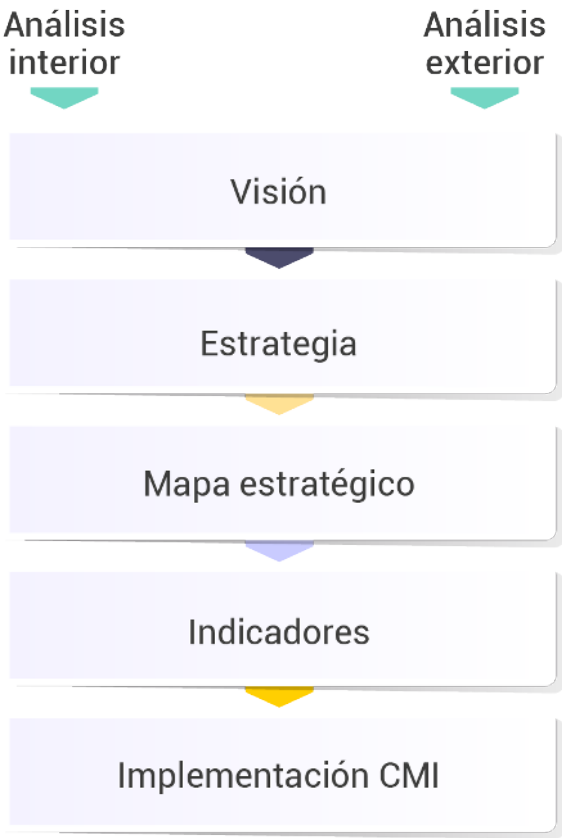 Análisis
interior
Análisis
exterior
Visión
Estrategia
Mapa estratégico
Indicadores
Implementación CMI